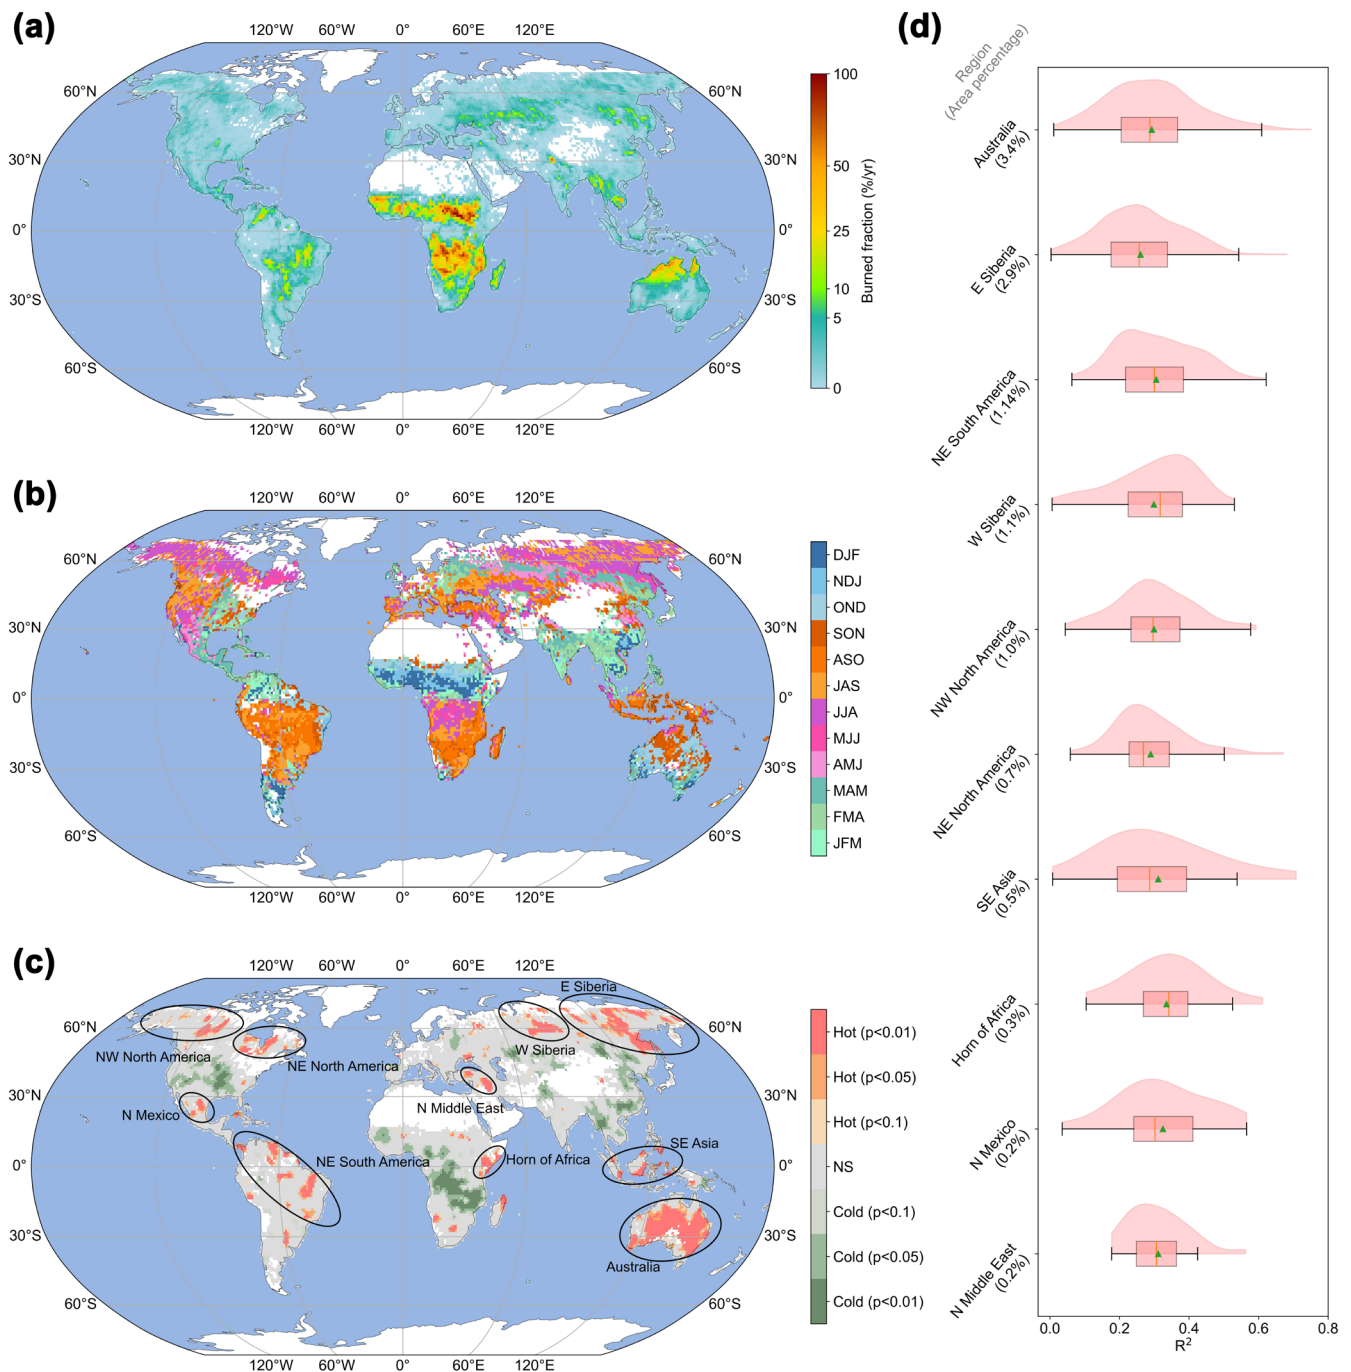 (a)
120°W 60°W 0° 60°E 120°E
60°N 60°N
30°N 30°N
0° 0°
30°S 30°S
60°S 60°S
120°W 60°W 0° 60°E 120°E
100
50
25
10
5
0
Burned fraction (%/yr)
(b)
120°W 60°W 0° 60°E 120°E
60°N 60°N
30°N 30°N
0° 0°
30°S 30°S
60°S 60°S
120°W 60°W 0° 60°E 120°E
DJF
NDJ
OND
SON
ASO
JAS
JJA
MJJ
AMJ
MAM
FMA
JFM
(c)
120°W 60°W 0° 60°E 120°E
E Siberia
60°N 60°N
NW North America
NE North America
W Siberia
30°N 30°N
N Mexico
N Middle East
SE Asia
0° 0°
NE South America
Horn of Africa
30°S 30°S
Australia
60°S 60°S
120°W 60°W 0° 60°E 120°E
Hot (p<0.01)
Hot (p<0.05)
Hot (p<0.1)
NS
Cold (p<0.1)
Cold (p<0.05)
Cold (p<0.01)
(d)
Region
(Area percentage)
Australia
(3.4%)
E Siberia
(2.9%)
NE South America
(1.14%)
W Siberia
(1.1%)
NW North America
(1.0%)
NE North America
(0.7%)
SE Asia
(0.5%)
Horn of Africa
(0.3%)
N Mexico
(0.2%)
N Middle East
(0.2%)
0.0 0.2 0.4 0.6 0.8
R²